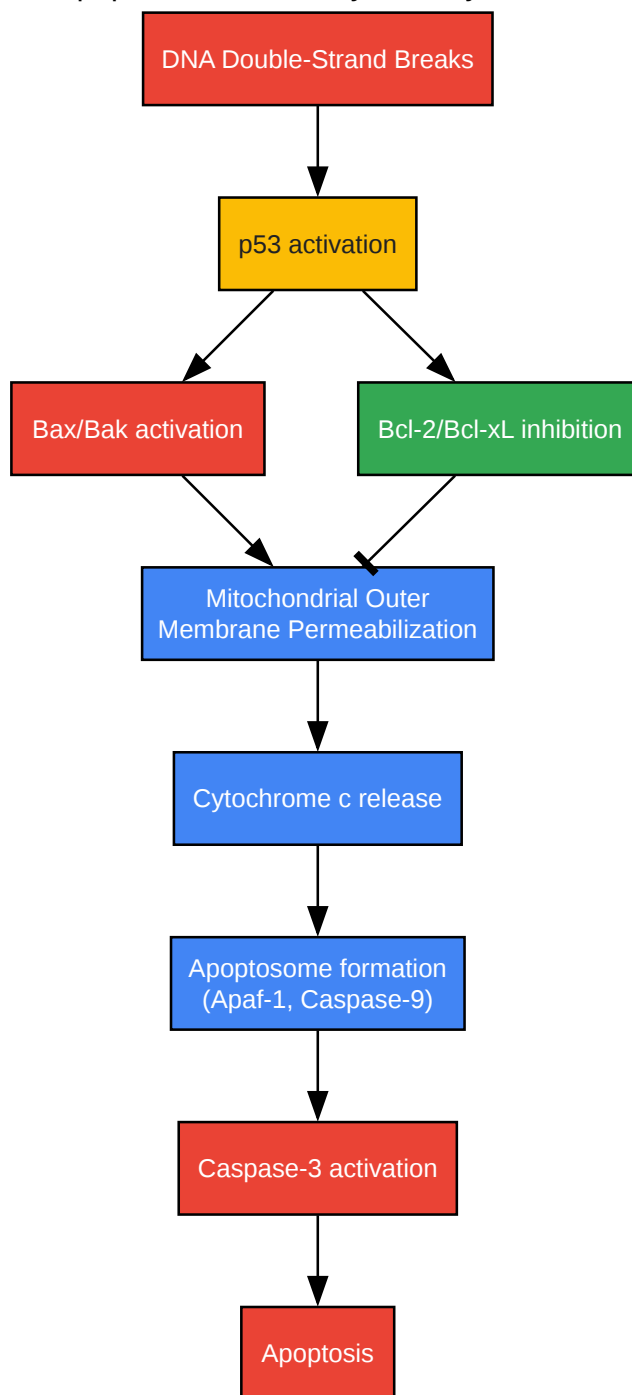 DNA Double-Strand Breaks
p53 activation
Bax/Bak activation
Bcl-2/Bcl-xL inhibition
Mitochondrial Outer
Membrane Permeabilization
Cytochrome c release
Apoptosome formation
(Apaf-1, Caspase-9)
Caspase-3 activation
Apoptosis